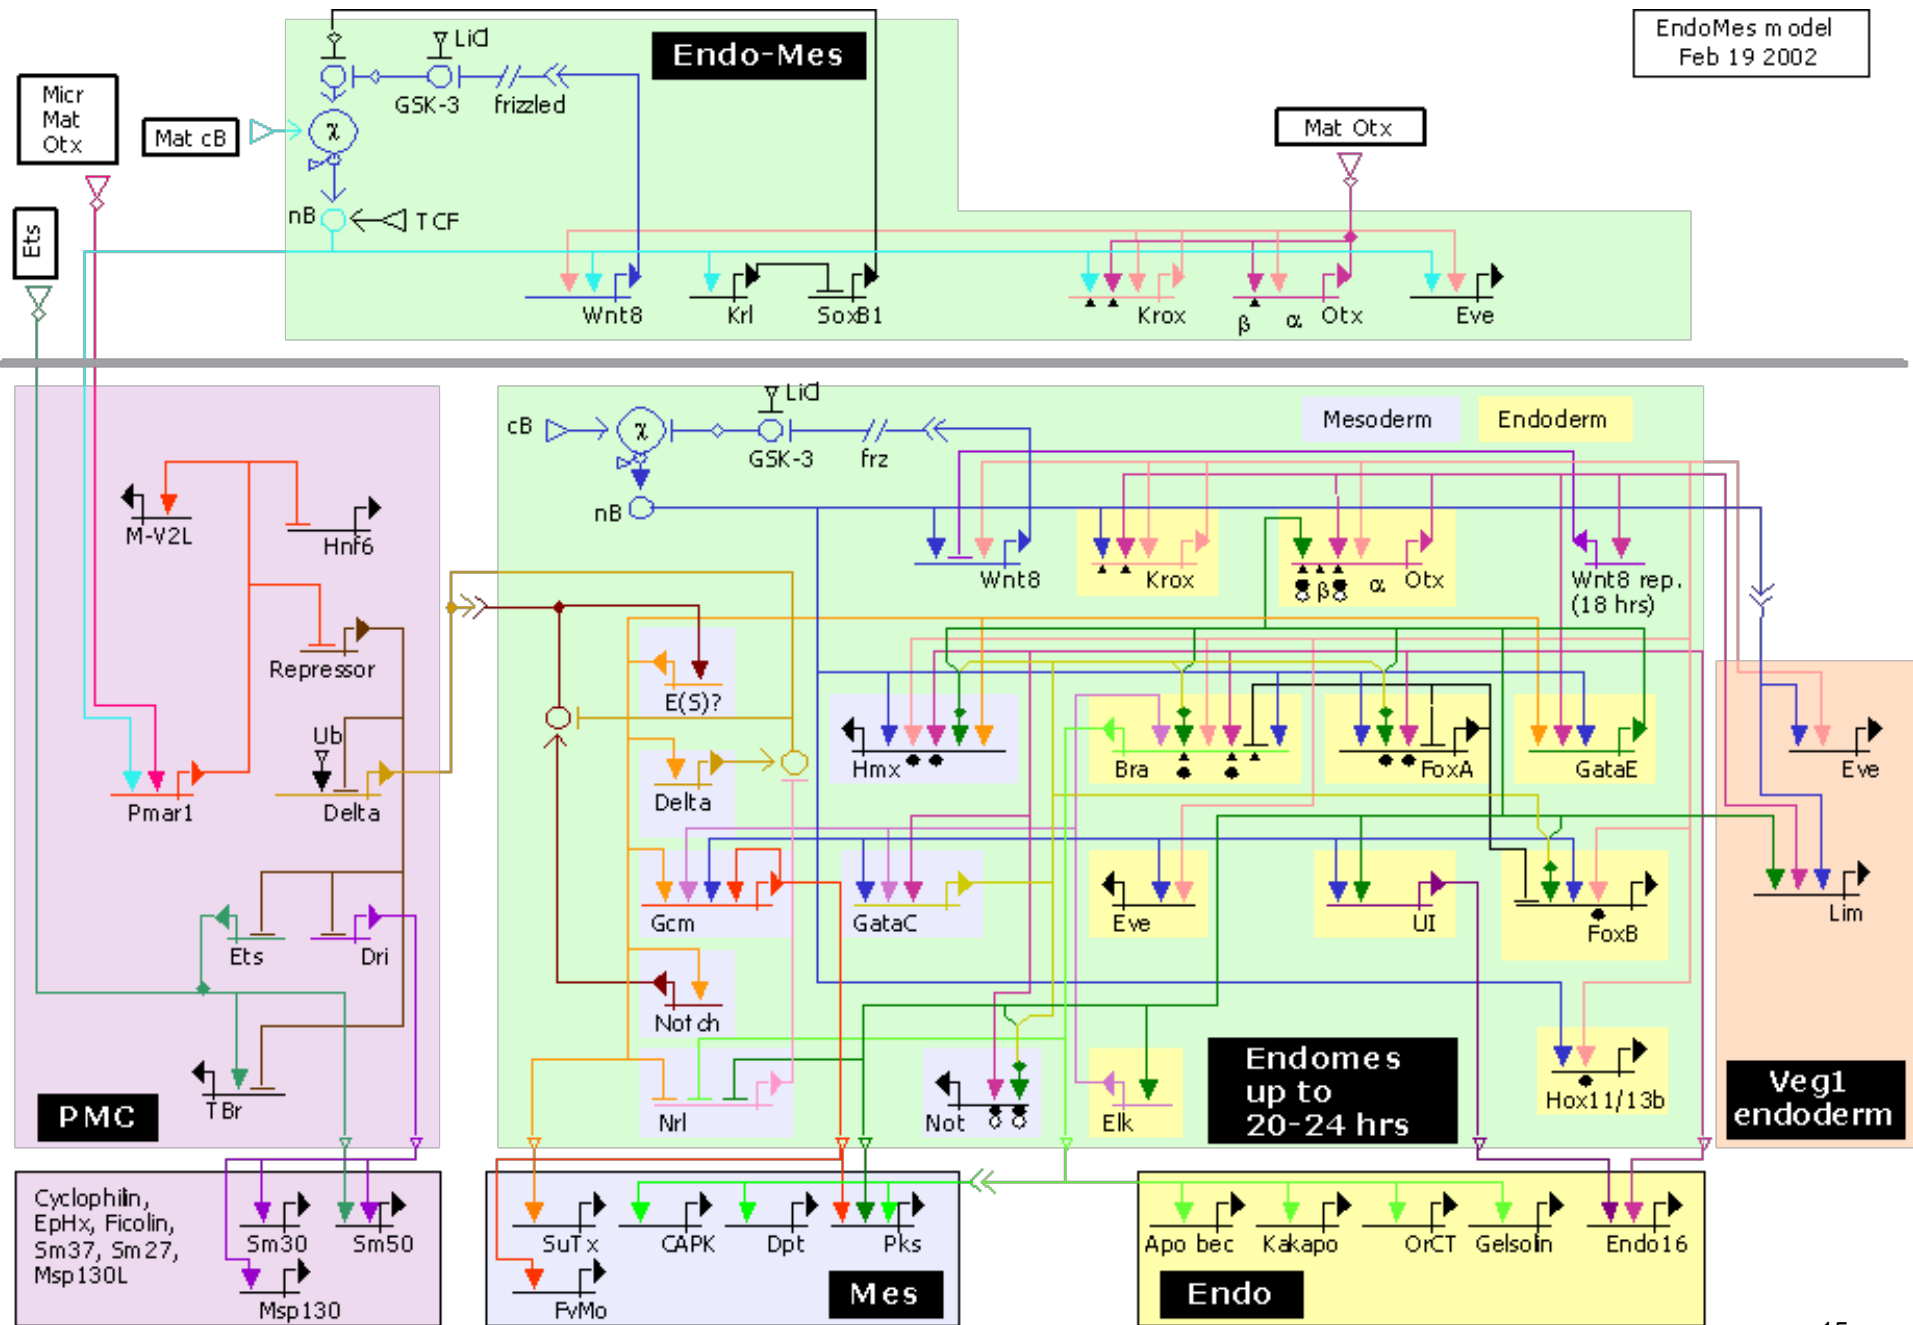 EndoMes model
Feb 19 2002
Endo-Mes
LiCl
GSK-3
frizzled
Micr
Mat
Otx
Mat cB
χ
Mat Otx
nB
TCF
Ets
Wnt8
Krl
SoxB1
Krox
β
α
Otx
Eve
LiCl
cB
χ
GSK-3
frz
nB
Mesoderm
Endoderm
M-V2L
Hnf6
Wnt8
Krox
β
α
Otx
Wnt8 rep.
(18 hrs)
Repressor
E(S)?
Ub
Pmar1
Delta
Delta
Hmx
Bra
FoxA
GataE
Eve
Gcm
GataC
Eve
UI
FoxB
Lim
Ets
Dri
Notch
TBr
Nrl
Not
Elk
Hox11/13b
PMC
Endomes
up to
20-24 hrs
Veg1
endoderm
Cyclophilin,
EpHx, Ficolin,
Sm37, Sm27,
Msp130L
Sm30
Sm50
Msp130
SuTx
CAPK
Dpt
Pks
FvMo
Mes
Apobec
Kakapo
OrCT
Gelsolin
Endo16
Endo